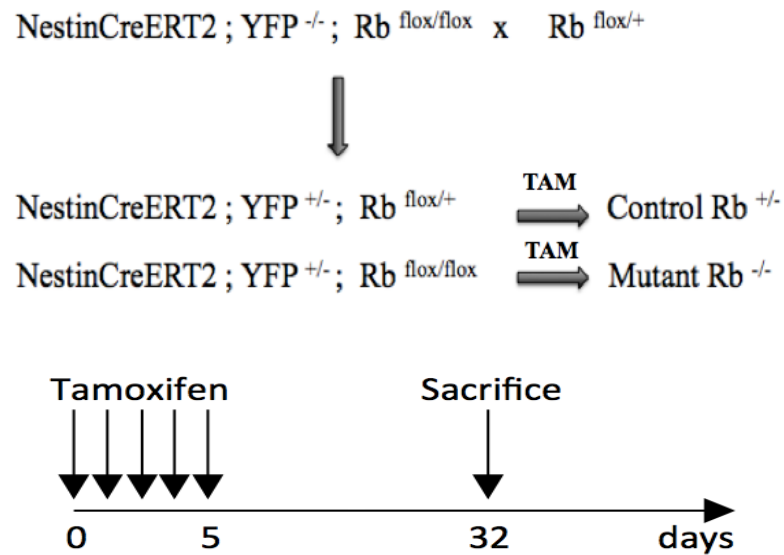 NestinCreERT2 ; YFP -/-; Rb flox/flox x Rb flox/+
TAM
NestinCreERT2 ; YFP +/-; Rb flox/+ Control Rb +/-
TAM
NestinCreERT2 ; YFP +/-; Rb flox/flox Mutant Rb -/-
Tamoxifen Sacrifice
0 5 32 days